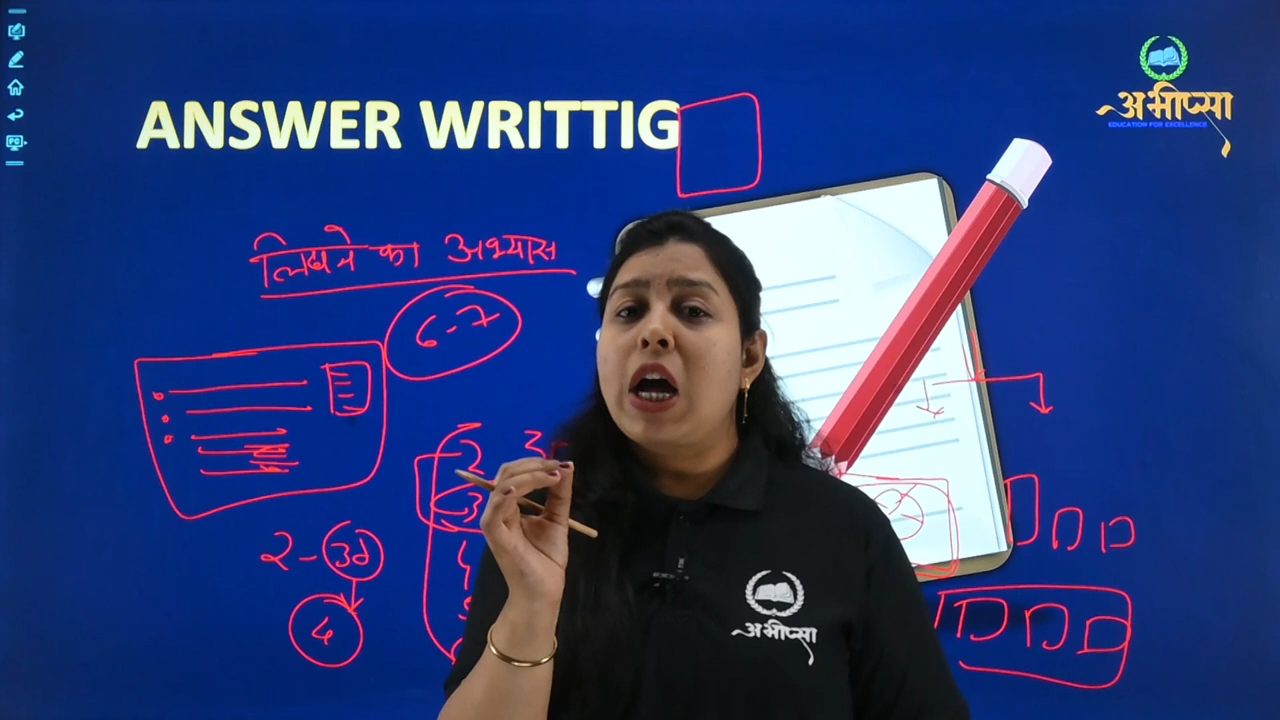 ANSWER WRITTIG
अभीप्सा
EDUCATION FOR EXCELLENCE
लिखने का अभ्यास
6-7
2
3
4
अभीप्सा